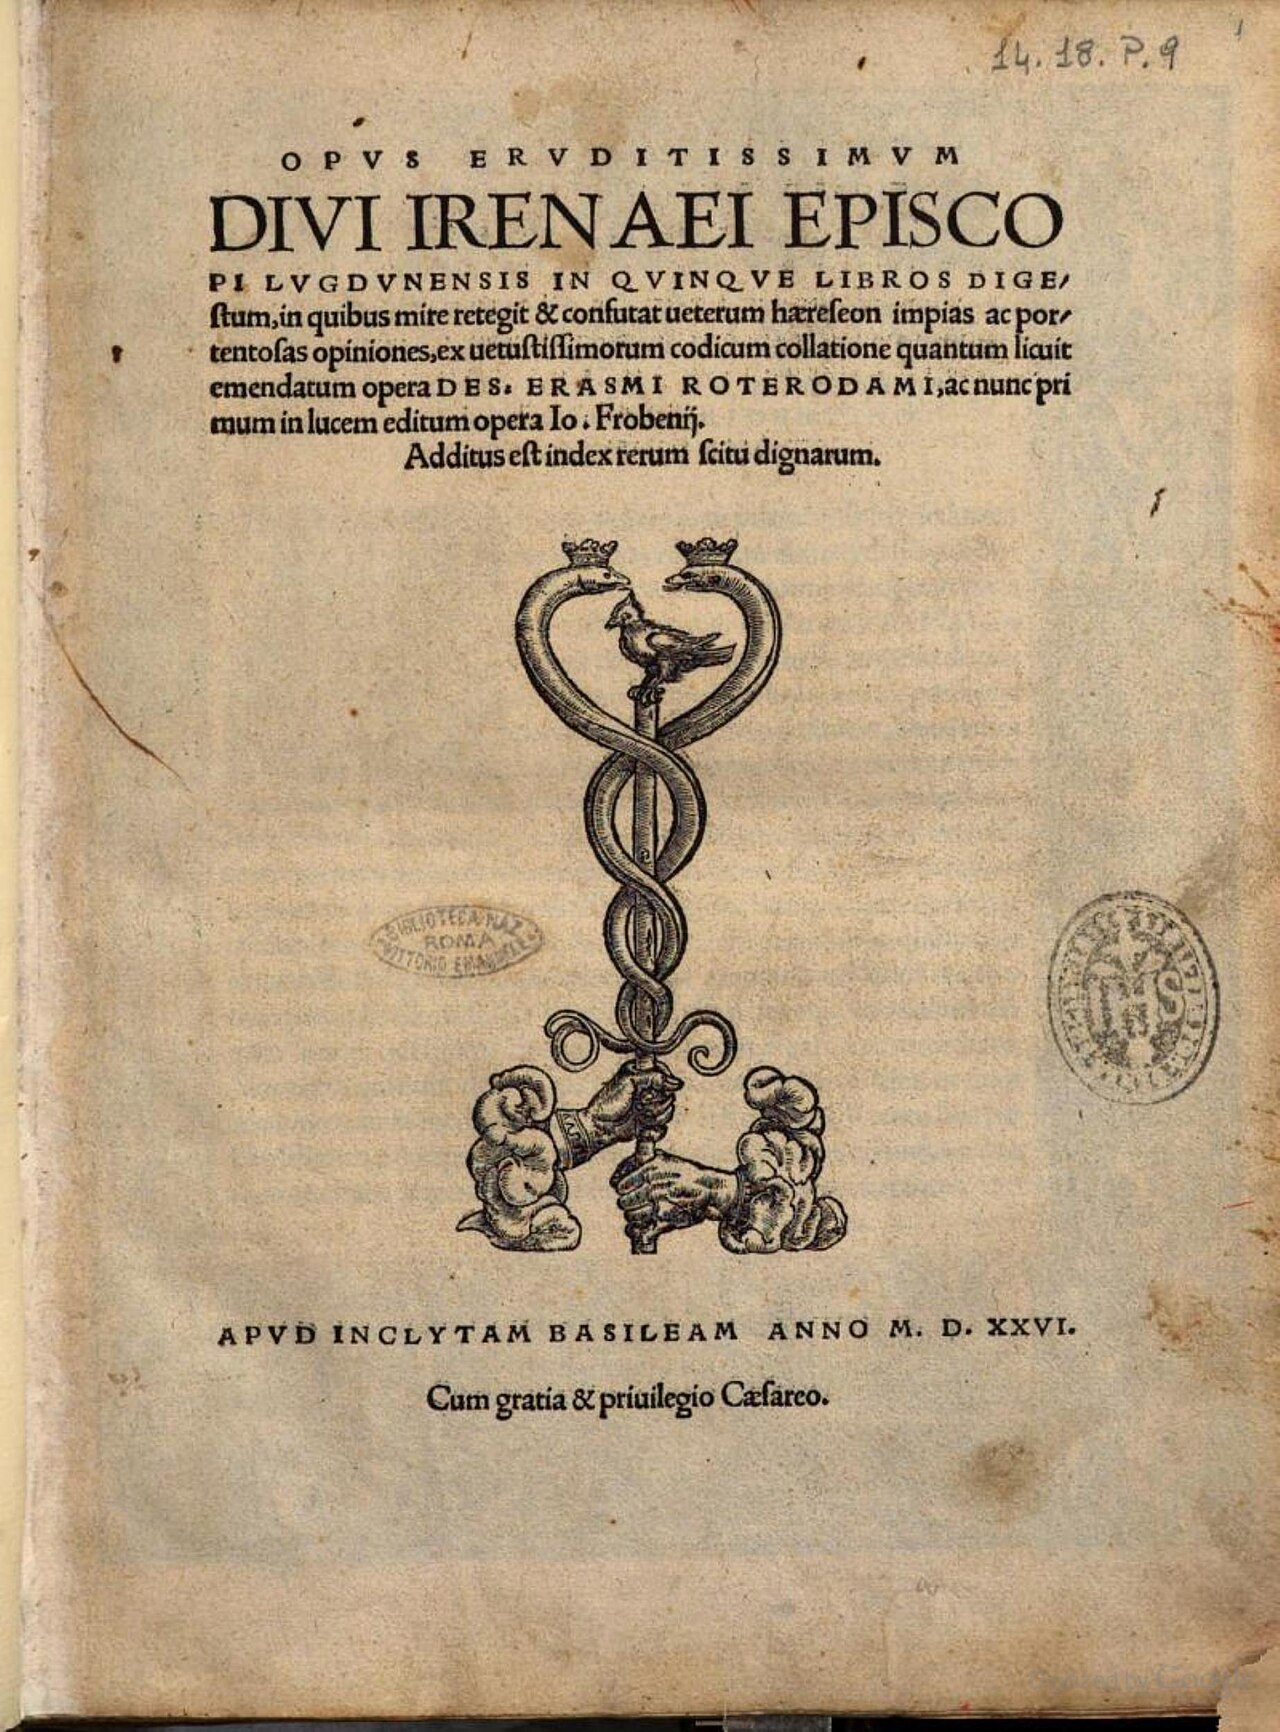 14. 18. P. 9
OPVS ERVDITISSIMVM
DIVI IRENAEI EPISCO
PI LVGDVNENSIS IN QVINQVE LIBROS DIGE/
ſtum, in quibus mire retegit & confutat ueterum hæreſeon impias ac por/
tentoſas opiniones, ex uetuſtiſſimorum codicum collatione quantum licuit
emendatum opera DES. ERASMI ROTERODAMI, ac nunc pri
mum in lucem editum opera Io. Frobenij.
Additus eſt index rerum ſcitu dignarum.
BIBLIOTECA NAZ.
ROMA
VITTORIO EMANUELE
IHS
APVD INCLYTAM BASILEAM ANNO M. D. XXVI.
Cum gratia & priuilegio Cæſareo.